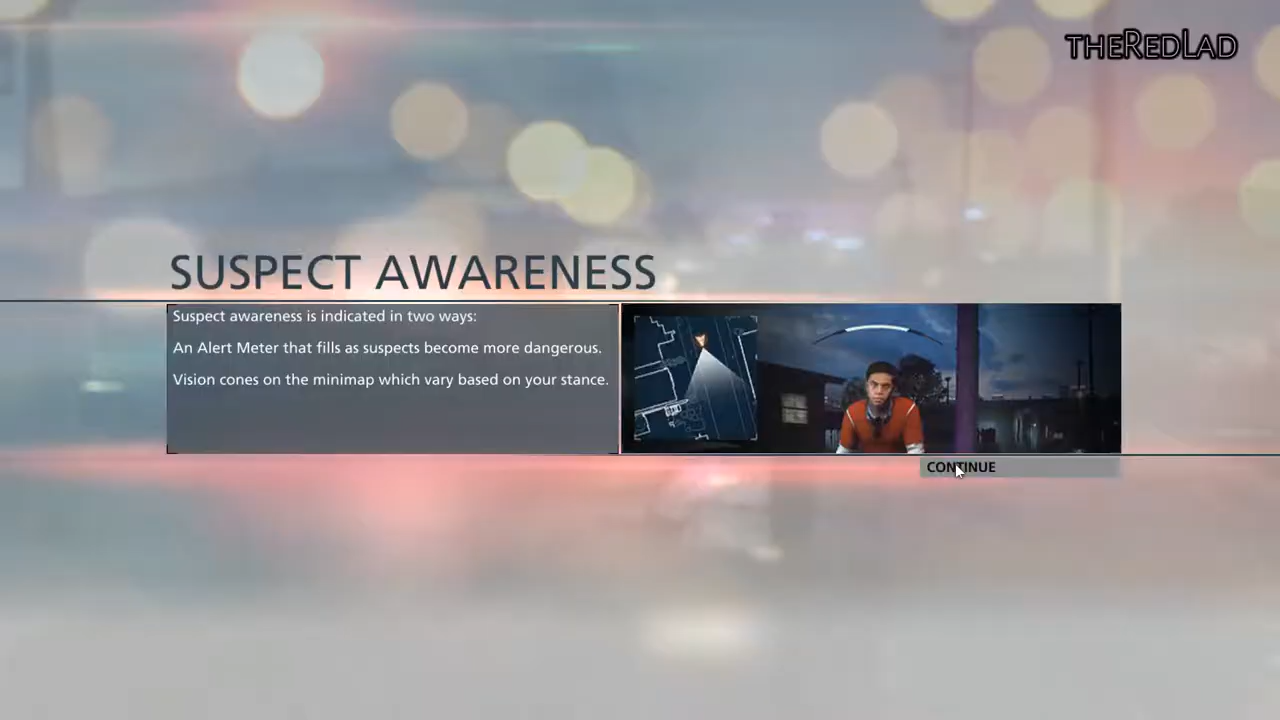 THEREDLAD
SUSPECT AWARENESS
Suspect awareness is indicated in two ways:
An Alert Meter that fills as suspects become more dangerous.
Vision cones on the minimap which vary based on your stance.
CONTINUE